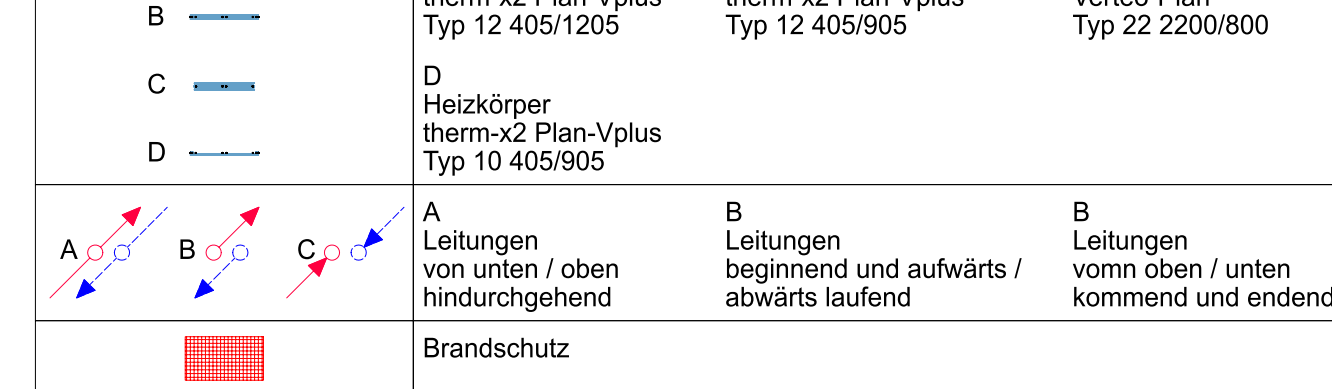 B
therm-x2 Plan-Vplus
therm-x2 Plan-Vplus
Verteo Plan
Typ 12 405/1205
Typ 12 405/905
Typ 22 2200/800
C
D
Heizkörper
therm-x2 Plan-Vplus
Typ 10 405/905
D
A
B
C
A
Leitungen
von unten / oben
hindurchgehend
B
Leitungen
beginnend und aufwärts /
abwärts laufend
B
Leitungen
vomn oben / unten
kommend und endend
Brandschutz